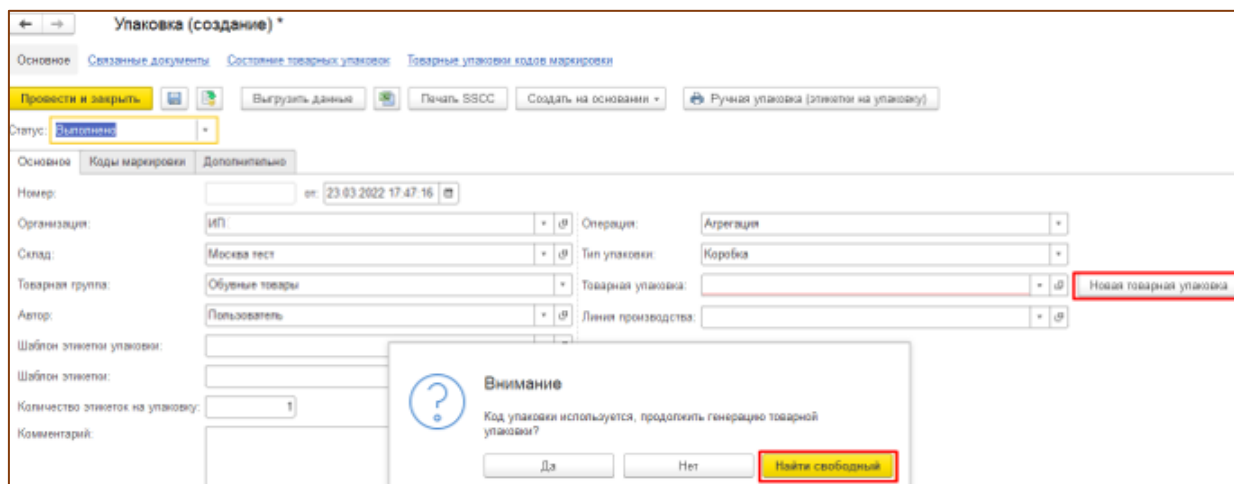 Упаковка (создание) *
Основное Связанные документы Состояние товарных упаковок Товарные упаковки кодов маркировки
Провести и закрыть Выгрузить данные Печать SSCC Создать на основании Ручная упаковка (этикетки на упаковку)
Статус: Выполнено
Основное Коды маркировки Дополнительно
Номер: от: 23.03.2022 17:47:16
Организация: ИП Операция: Агрегация
Склад: Москва тест Тип упаковки: Коробка
Товарная группа: Обувные товары Товарная упаковка: Новая товарная упаковка
Автор: Пользователь Линия производства:
Шаблон этикетки упаковки:
Шаблон этикетки:
Количество этикеток на упаковку: 1
Комментарий:
Внимание
Код упаковки используется, продолжить генерацию товарной
упаковки?
Да Нет Найти свободный